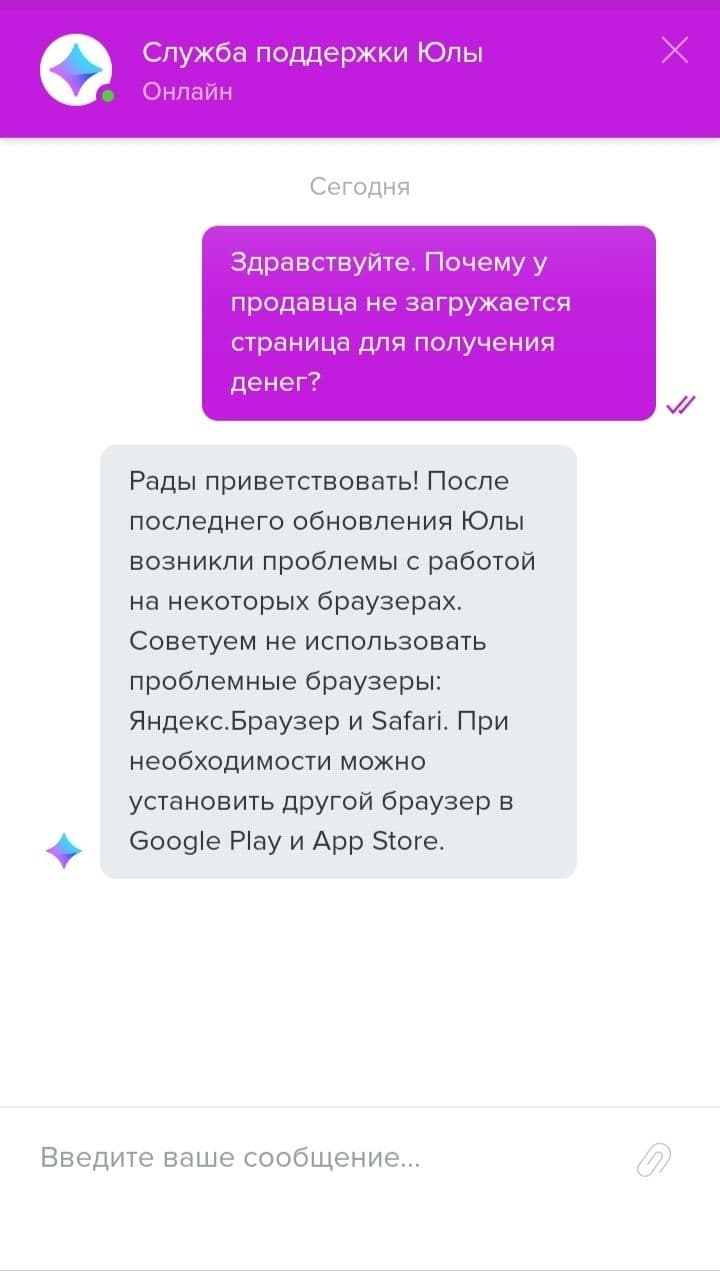 Служба поддержки Юлы
Онлайн
Сегодня
Здравствуйте. Почему у
продавца не загружается
страница для получения
денег?
Рады приветствовать! После
последнего обновления Юлы
возникли проблемы с работой
на некоторых браузерах.
Советуем не использовать
проблемные браузеры:
Яндекс.Браузер и Safari. При
необходимости можно
установить другой браузер в
Google Play и App Store.
Введите ваше сообщение...